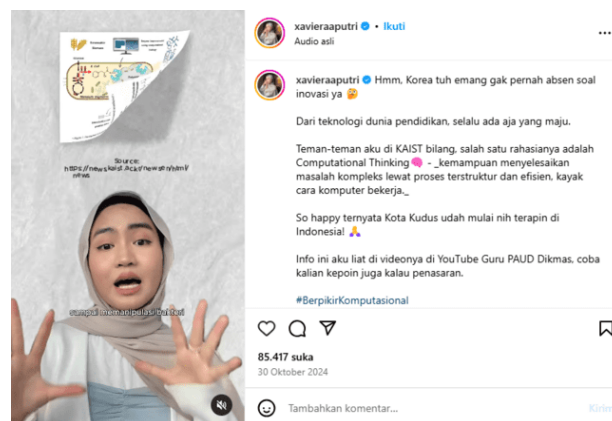 Source:
sampai memanipulasi bakteri
xavieraaputri • Ikuti
Audio asli
xavieraaputri Hmm, Korea tuh emang gak pernah absen soal
inovasi ya
Dari teknologi dunia pendidikan, selalu ada aja yang maju.
Teman-teman aku di KAIST bilang, salah satu rahasianya adalah
Computational Thinking - _kemampuan menyelesaikan
masalah kompleks lewat proses terstruktur dan efisien, kayak
cara komputer bekerja._
So happy ternyata Kota Kudus udah mulai nih terapin di
Indonesia!
Info ini aku liat di videonya di YouTube Guru PAUD Dikmas, coba
kalian kepoin juga kalau penasaran.
#BerpikirKomputasional
85.417 suka
30 Oktober 2024
Tambahkan komentar...
Kirim